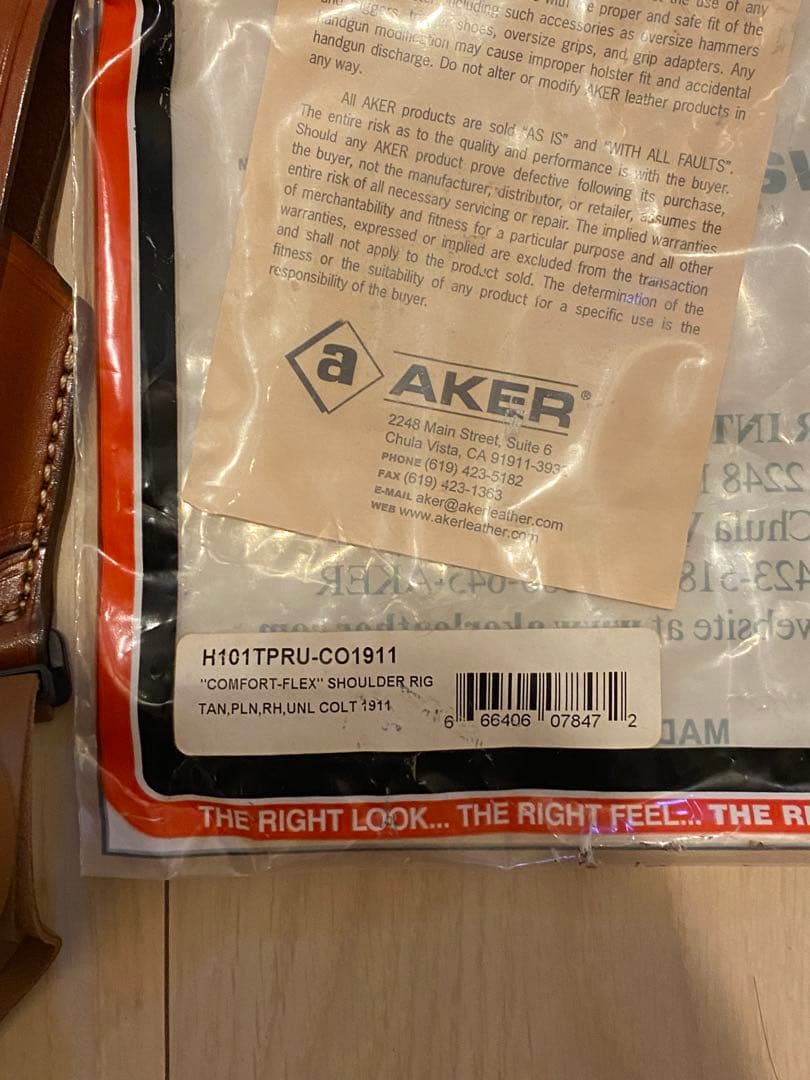 the use of any
with the proper and safe fit of the
including such accessories as oversize hammers
shoes, oversize grips, and grip adapters. Any
handgun modification may cause improper holster fit and accidental
handgun discharge. Do not alter or modify AKER leather products in
any way.
All AKER products are sold "AS IS" and "WITH ALL FAULTS".
The entire risk as to the quality and performance is with the buyer.
Should any AKER product prove defective following its purchase,
the buyer, not the manufacturer, distributor, or retailer, assumes the
entire risk of all necessary servicing or repair. The implied warranties
of merchantability and fitness for a particular purpose and all other
warranties, expressed or implied are excluded from the transaction
and shall not apply to the product sold. The determination of the
fitness or the suitability of any product for a specific use is the
responsibility of the buyer.
a AKER®
2248 Main Street, Suite 6
Chula Vista, CA 91911-393
PHONE (619) 423-5182
FAX (619) 423-1363
E-MAIL aker@akerleather.com
WEB www.akerleather.com
H101TPRU-CO1911
"COMFORT-FLEX" SHOULDER RIG
TAN,PLN,RH,UNL COLT 1911
6 66406 07847 2
THE RIGHT LOOK... THE RIGHT FEEL... THE RI